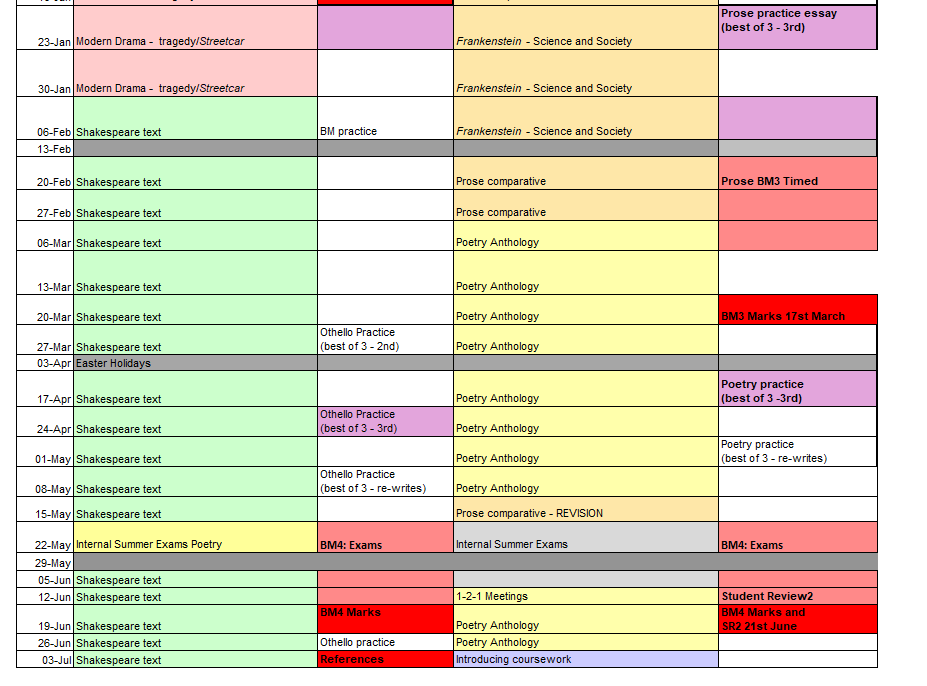 Prose practice essay
(best of 3 - 3rd)
23-Jan Modern Drama - tragedy/Streetcar Frankenstein - Science and Society
30-Jan Modern Drama - tragedy/Streetcar Frankenstein - Science and Society
06-Feb Shakespeare text BM practice Frankenstein - Science and Society
13-Feb
20-Feb Shakespeare text Prose comparative Prose BM3 Timed
27-Feb Shakespeare text Prose comparative
06-Mar Shakespeare text Poetry Anthology
13-Mar Shakespeare text Poetry Anthology
20-Mar Shakespeare text Poetry Anthology BM3 Marks 17st March
Othello Practice
27-Mar Shakespeare text (best of 3 - 2nd) Poetry Anthology
03-Apr Easter Holidays
Poetry practice
17-Apr Shakespeare text Poetry Anthology (best of 3 -3rd)
Othello Practice
24-Apr Shakespeare text (best of 3 - 3rd) Poetry Anthology
Poetry practice
01-May Shakespeare text Poetry Anthology (best of 3 - re-writes)
Othello Practice
08-May Shakespeare text (best of 3 - re-writes) Poetry Anthology
15-May Shakespeare text Prose comparative - REVISION
22-May Internal Summer Exams Poetry BM4: Exams Internal Summer Exams BM4: Exams
29-May
05-Jun Shakespeare text
12-Jun Shakespeare text 1-2-1 Meetings Student Review2
BM4 Marks BM4 Marks and
19-Jun Shakespeare text Poetry Anthology SR2 21st June
26-Jun Shakespeare text Othello practice Poetry Anthology
03-Jul Shakespeare text References Introducing coursework